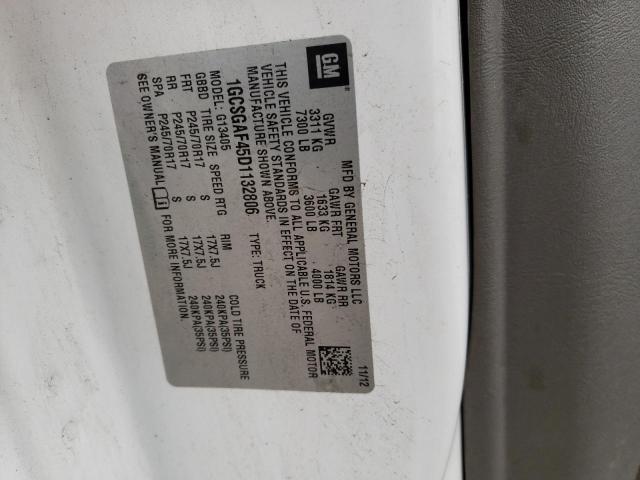 GM®
MFD BY GENERAL MOTORS LLC 11/12
GVWR GAWR FRT GAWR RR
3311 KG 1633 KG 1814 KG
7300 LB 3600 LB 4000 LB
THIS VEHICLE CONFORMS TO ALL APPLICABLE U.S. FEDERAL MOTOR
VEHICLE SAFETY STANDARDS IN EFFECT ON THE DATE OF
MANUFACTURE SHOWN ABOVE.
1GCSGAF45D1132806 TYPE: TRUCK
MODEL: G13405
GBBD TIRE SIZE SPEED RTG RIM COLD TIRE PRESSURE
FRT P245/70R17 S 17X7.5J 240KPA(35PSI)
RR P245/70R17 S 17X7.5J 240KPA(35PSI)
SPA P245/70R17 S 17X7.5J 240KPA(35PSI)
SEE OWNER'S MANUAL FOR MORE INFORMATION.